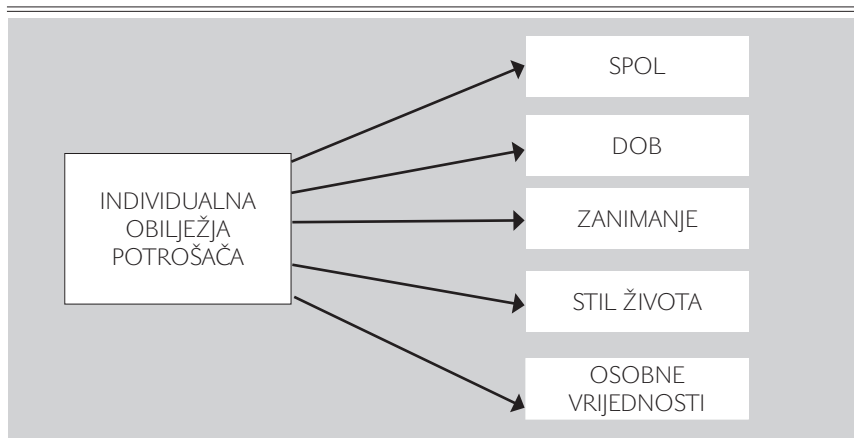 INDIVIDUALNA
OBILJEŽJA
POTROŠAČA
SPOL
DOB
ZANIMANJE
STIL ŽIVOTA
OSOBNE
VRIJEDNOSTI